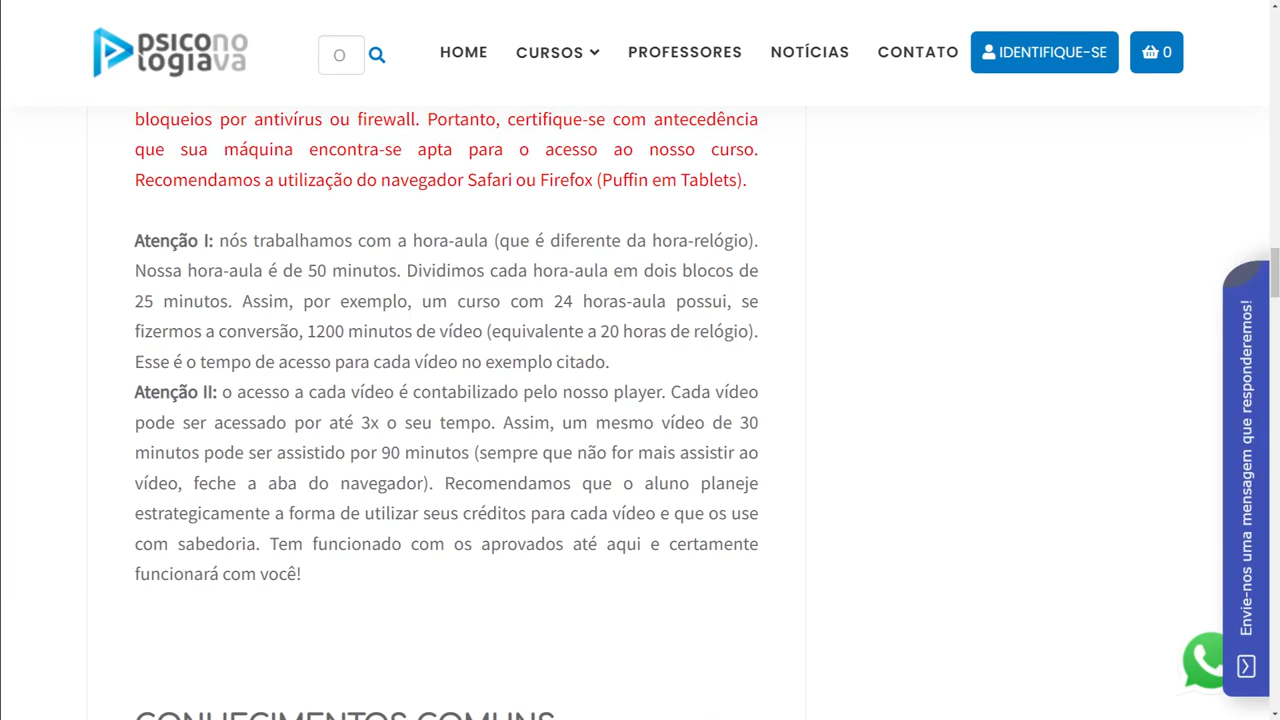 psicono
logiava
O
HOME CURSOS PROFESSORES NOTÍCIAS CONTATO IDENTIFIQUE-SE 0
bloqueios por antivírus ou firewall. Portanto, certifique-se com antecedência
que sua máquina encontra-se apta para o acesso ao nosso curso.
Recomendamos a utilização do navegador Safari ou Firefox (Puffin em Tablets).
Atenção I: nós trabalhamos com a hora-aula (que é diferente da hora-relógio).
Nossa hora-aula é de 50 minutos. Dividimos cada hora-aula em dois blocos de
25 minutos. Assim, por exemplo, um curso com 24 horas-aula possui, se
fizermos a conversão, 1200 minutos de vídeo (equivalente a 20 horas de relógio).
Esse é o tempo de acesso para cada vídeo no exemplo citado.
Atenção II: o acesso a cada vídeo é contabilizado pelo nosso player. Cada vídeo
pode ser acessado por até 3x o seu tempo. Assim, um mesmo vídeo de 30
minutos pode ser assistido por 90 minutos (sempre que não for mais assistir ao
vídeo, feche a aba do navegador). Recomendamos que o aluno planeje
estrategicamente a forma de utilizar seus créditos para cada vídeo e que os use
com sabedoria. Tem funcionado com os aprovados até aqui e certamente
funcionará com você!
CONHECIMENTOS COMUNS
Envie-nos uma mensagem que responderemos!